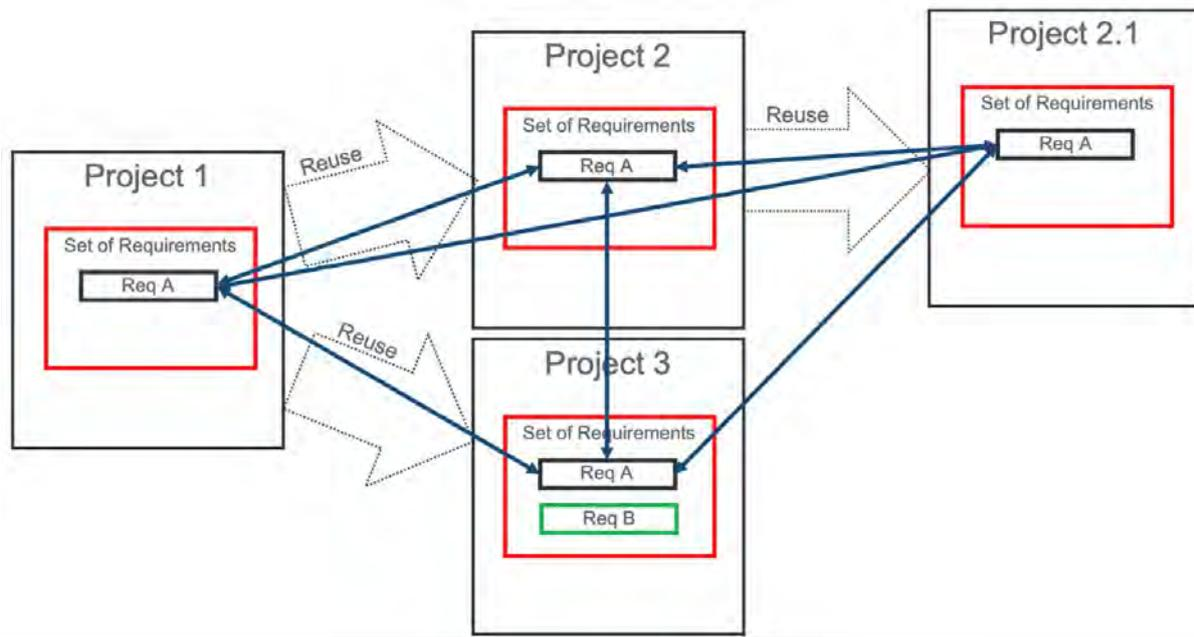 Project 1
Set of Requirements
Req A
Reuse
Reuse
Project 2
Set of Requirements
Req A
Project 3
Set of Requirements
Req A
Req B
Reuse
Project 2.1
Set of Requirements
Req A